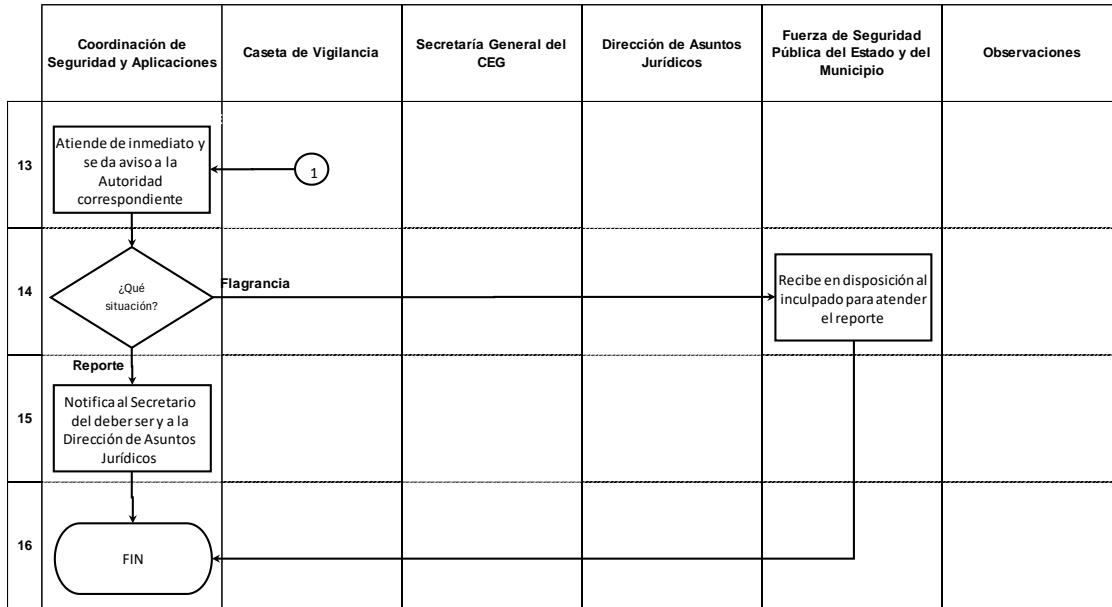 Coordinación de
Seguridad y Aplicaciones
Caseta de Vigilancia
Secretaría General del
CEG
Dirección de Asuntos
Jurídicos
Fuerza de Seguridad
Pública del Estado y del
Municipio
Observaciones
13
Atiende de inmediato y
se da aviso a la
Autoridad
correspondiente
1
14
¿Qué
situación?
Flagrancia
Recibe en disposición al
inculpado para atender
el reporte
Reporte
15
Notifica al Secretario
del deber ser y a la
Dirección de Asuntos
Jurídicos
16
FIN